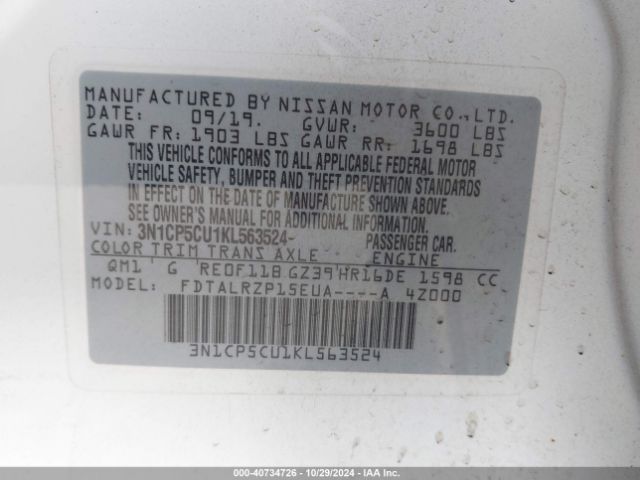 MANUFACTURED BY NISSAN MOTOR CO., LTD.
DATE: 09/19. GVWR: 3600 LBS
GAWR FR: 1903 LBS GAWR RR: 1698 LBS
THIS VEHICLE CONFORMS TO ALL APPLICABLE FEDERAL MOTOR
VEHICLE SAFETY, BUMPER AND THEFT PREVENTION STANDARDS
IN EFFECT ON THE DATE OF MANUFACTURE SHOWN ABOVE.
SEE OWNER'S MANUAL FOR ADDITIONAL INFORMATION.
VIN: 3N1CP5CU1KL563524- PASSENGER CAR.
COLOR TRIM TRANS AXLE ENGINE
QM1 G RE0F11B GZ39 HR16DE 1598 CC
MODEL: FDTALRZP15EUA----A 4Z000
3N1CP5CU1KL563524
000-40734726 - 10/29/2024 - IAAI.com